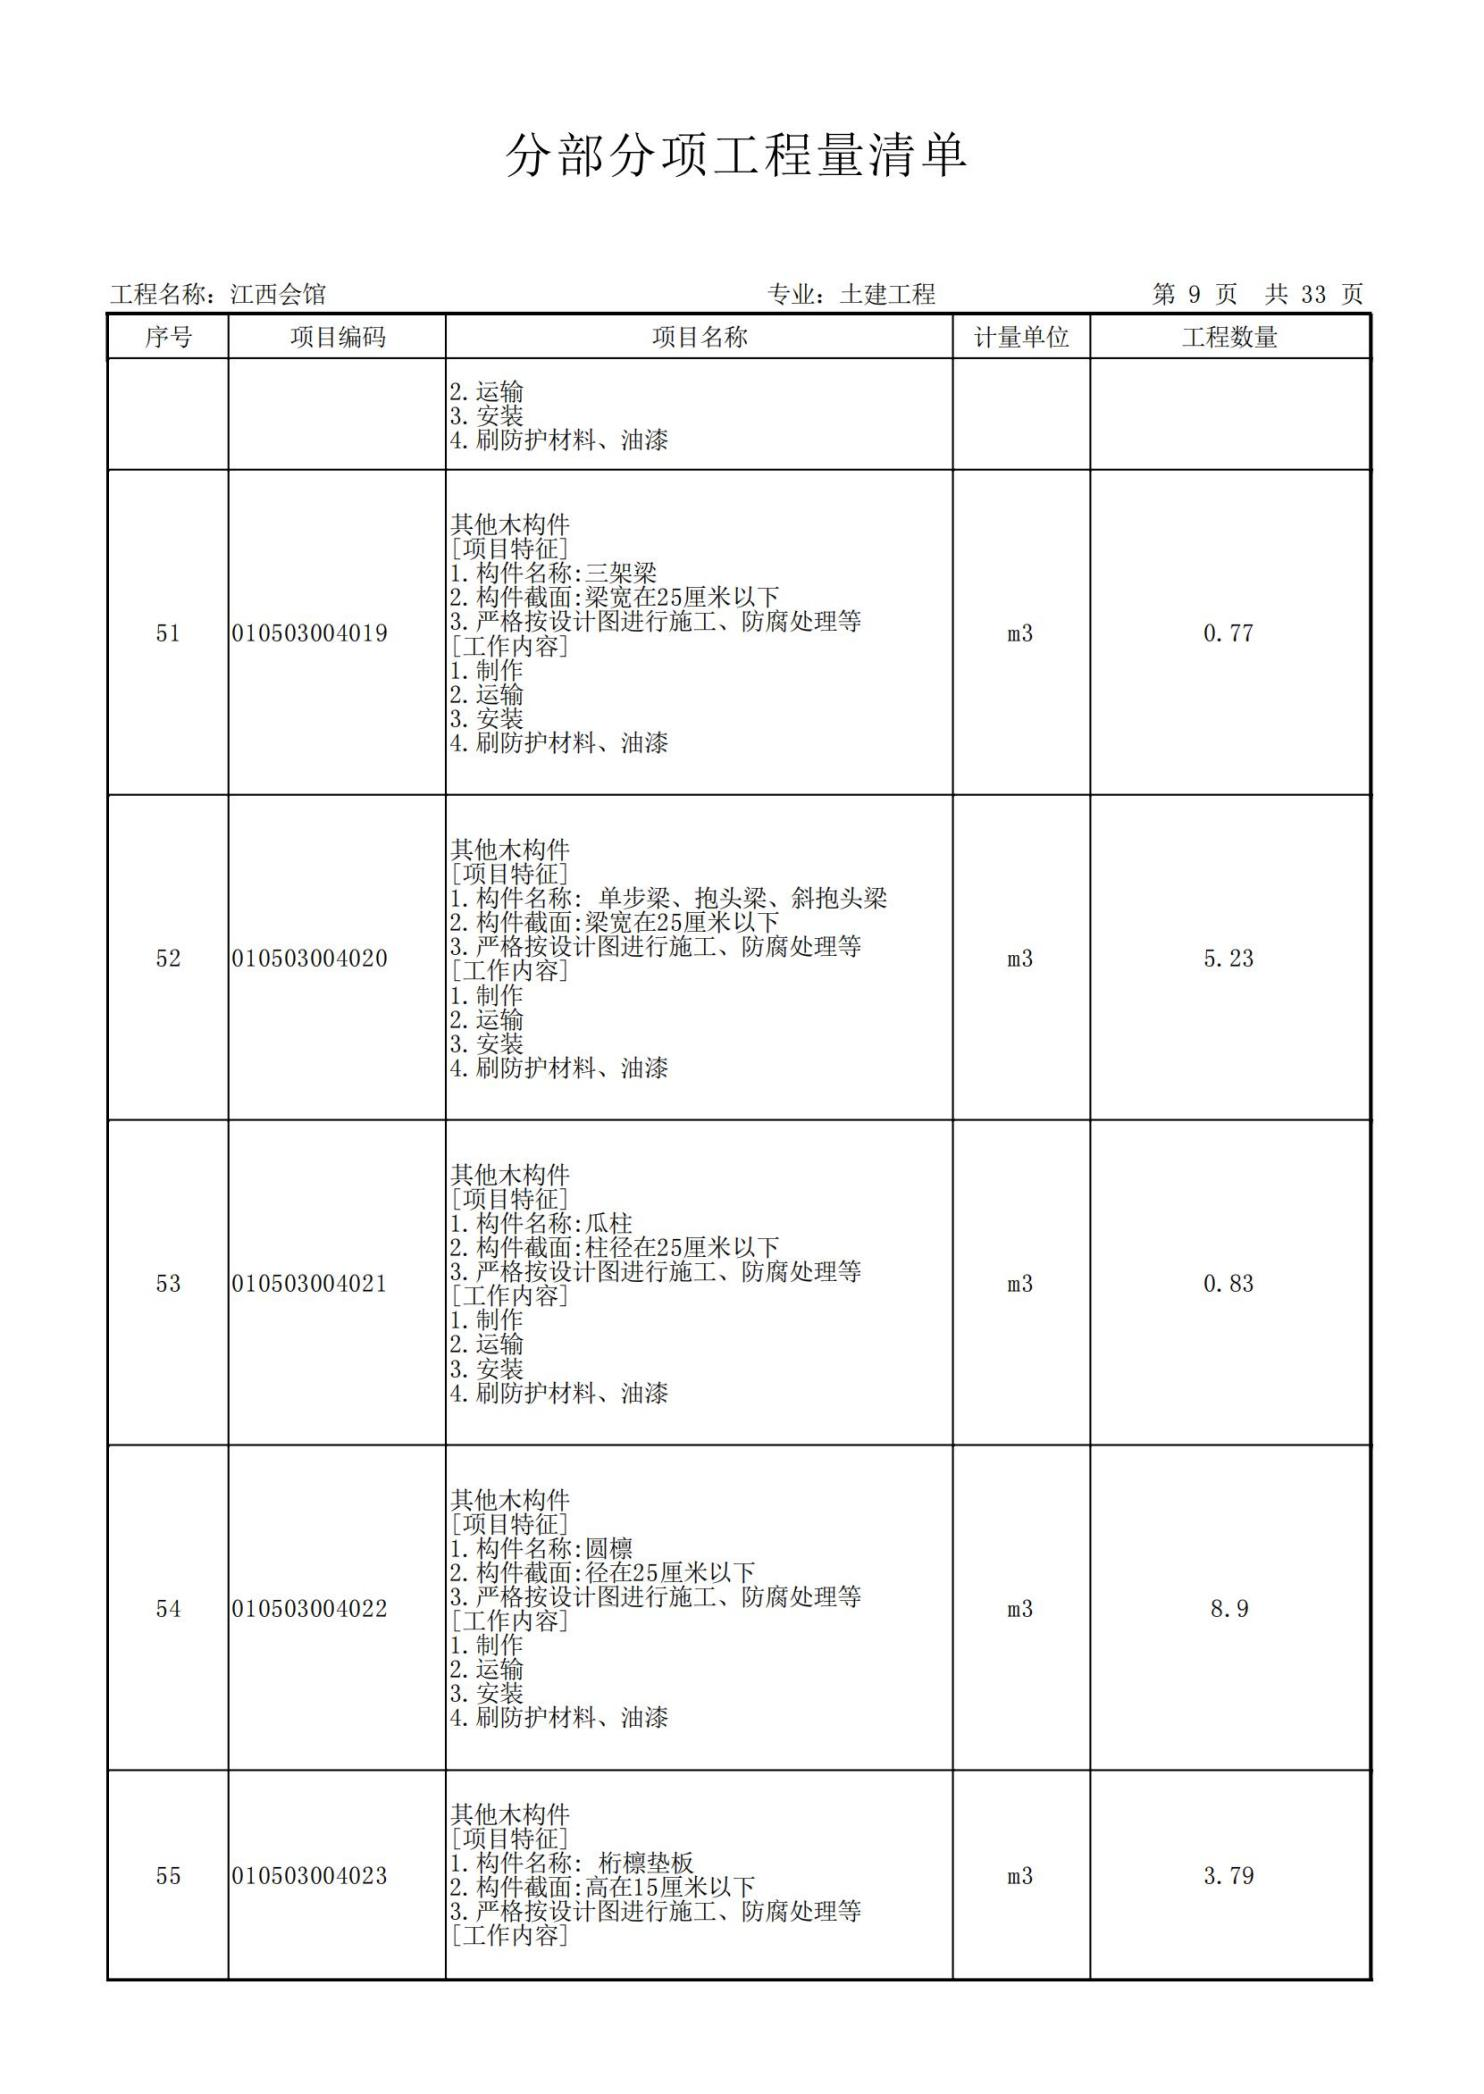 分部分项工程量清单
工程名称：江西会馆 专业：土建工程 第 9 页 共 33 页
序号 项目编码 项目名称 计量单位 工程数量
2.运输
3.安装
4.刷防护材料、油漆
其他木构件
[项目特征]
1.构件名称:三架梁
2.构件截面:梁宽在25厘米以下
3.严格按设计图进行施工、防腐处理等
51 010503004019 m3 0.77
[工作内容]
1.制作
2.运输
3.安装
4.刷防护材料、油漆
其他木构件
[项目特征]
1.构件名称: 单步梁、抱头梁、斜抱头梁
2.构件截面:梁宽在25厘米以下
3.严格按设计图进行施工、防腐处理等
52 010503004020 m3 5.23
[工作内容]
1.制作
2.运输
3.安装
4.刷防护材料、油漆
其他木构件
[项目特征]
1.构件名称:瓜柱
2.构件截面:柱径在25厘米以下
3.严格按设计图进行施工、防腐处理等
53 010503004021 m3 0.83
[工作内容]
1.制作
2.运输
3.安装
4.刷防护材料、油漆
其他木构件
[项目特征]
1.构件名称:圆檩
2.构件截面:径在25厘米以下
3.严格按设计图进行施工、防腐处理等
54 010503004022 m3 8.9
[工作内容]
1.制作
2.运输
3.安装
4.刷防护材料、油漆
其他木构件
[项目特征]
1.构件名称: 桁檩垫板
55 010503004023 m3 3.79
2.构件截面:高在15厘米以下
3.严格按设计图进行施工、防腐处理等
[工作内容]